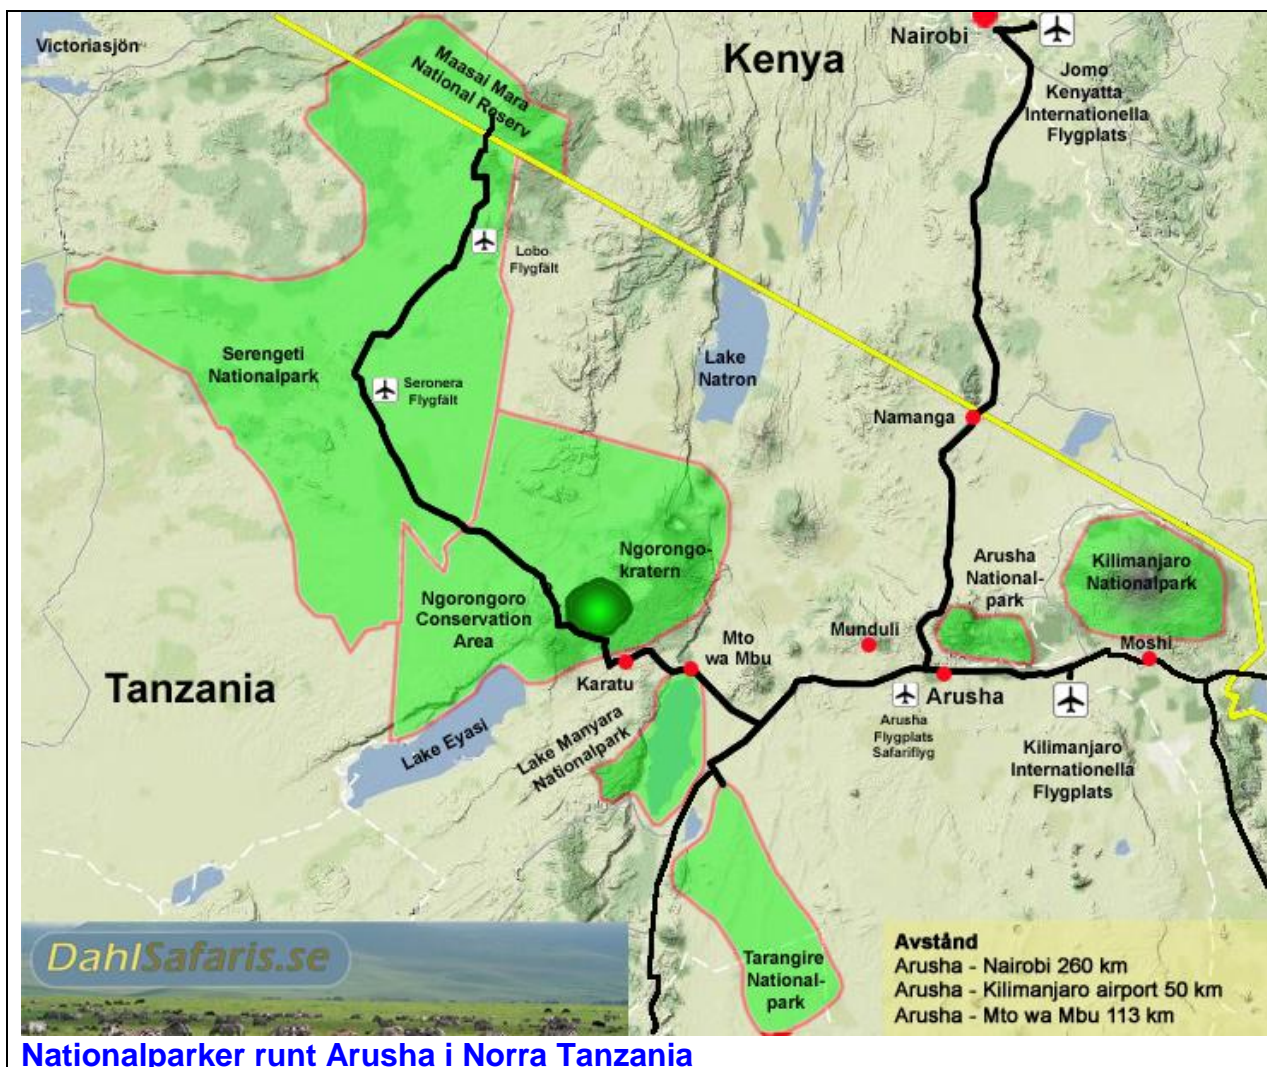 Victoriasjön
Maasai Mara
National Reserv
Kenya
Nairobi
Jomo
Kenyatta
Internationella
Flygplats
Lobo
Flygfält
Serengeti
Nationalpark
Seronera
Flygfält
Lake
Natron
Namanga
Ngorongo-
kratern
Arusha
National-
park
Kilimanjaro
Nationalpark
Ngorongoro
Conservation
Area
Mto
wa Mbu
Munduli
Moshi
Tanzania
Karatu
Arusha
Lake Eyasi
Lake Manyara
Nationalpark
Arusha
Flygplats
Safariflyg
Kilimanjaro
Internationella
Flygplats
Tarangire
National-
park
DahlSafaris.se
Avstånd
Arusha - Nairobi 260 km
Arusha - Kilimanjaro airport 50 km
Arusha - Mto wa Mbu 113 km
Nationalparker runt Arusha i Norra Tanzania